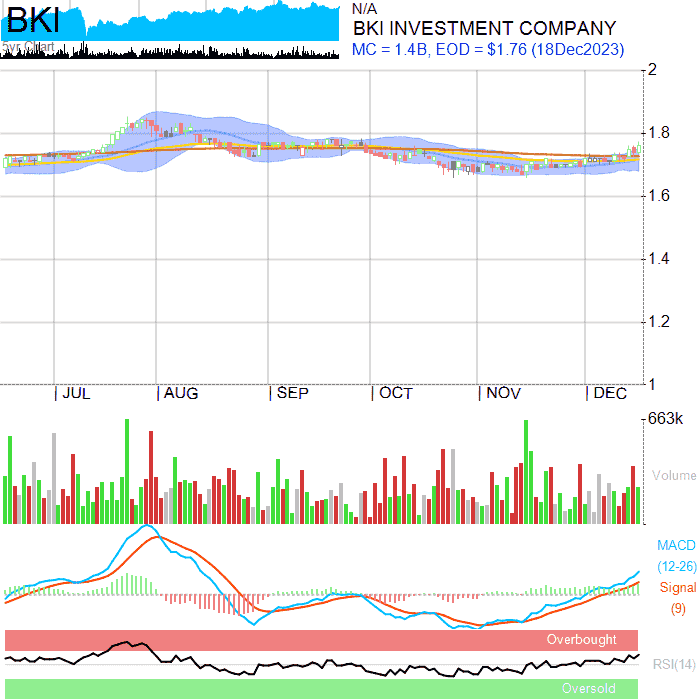 BKI
5yr Chart
N/A
BKI INVESTMENT COMPANY
MC = 1.4B, EOD = $1.76 (18Dec2023)
2
1.8
1.6
1.4
1.2
1
JUL AUG SEP OCT NOV DEC
663k
Volume
MACD
(12-26)
Signal
(9)
Overbought
RSI(14)
Oversold